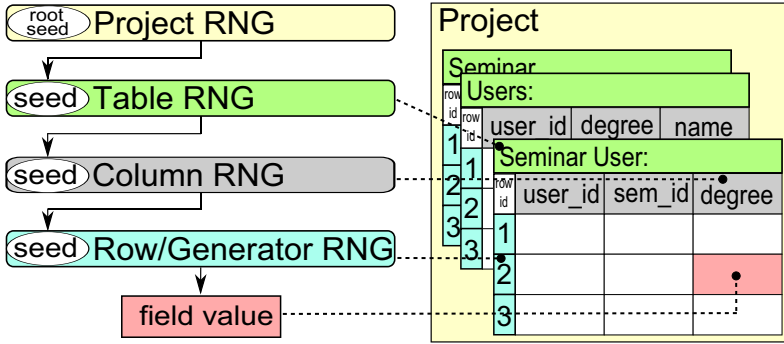 root
seed
Project RNG
seed
Table RNG
seed
Column RNG
seed
Row/Generator RNG
field value
Project
Seminar
row
id
1
2
3
Users:
row
id
user_id
degree
name
1
2
3
Seminar User:
row
id
user_id
sem_id
degree
1
2
3